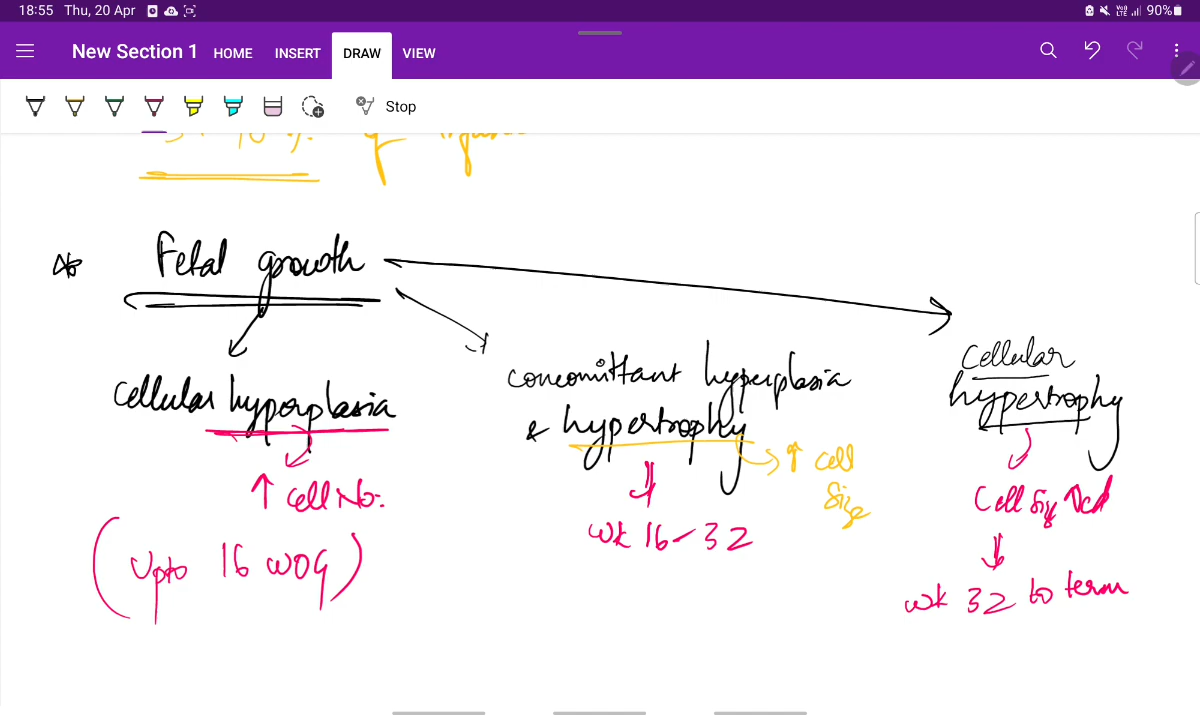 18:55 Thu, 20 Apr
90%
New Section 1 HOME INSERT DRAW VIEW
Stop
Fetal growth
Cellular hyperplasia
↑ Cell No:
(Upto 16 WOG)
Concomittant hyperplasia
& hypertrophy
↑ Cell
Size
Wk 16-32
Cellular
hypertrophy
Cell Size ↑ed
wk 32 to term